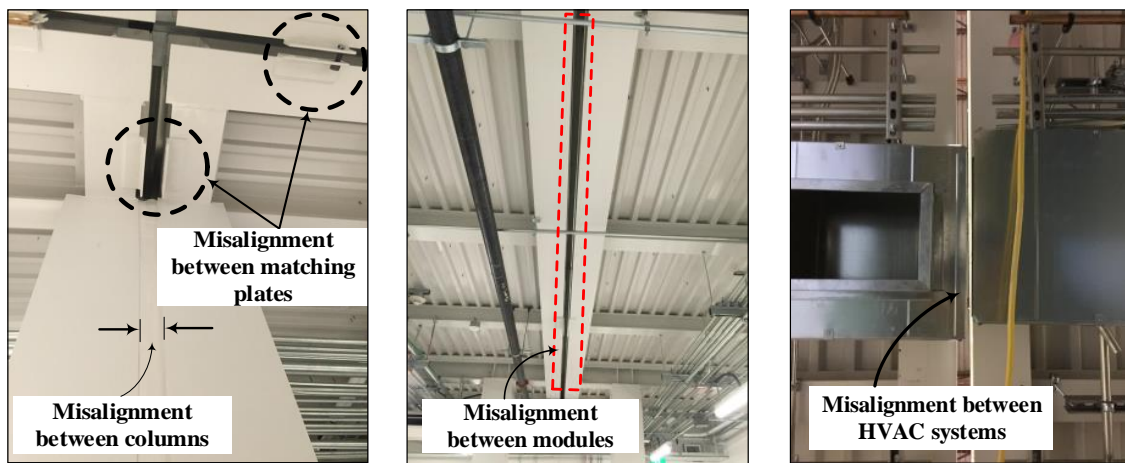 Misalignment
between matching
plates
Misalignment
between columns
Misalignment
between modules
Misalignment between
HVAC systems